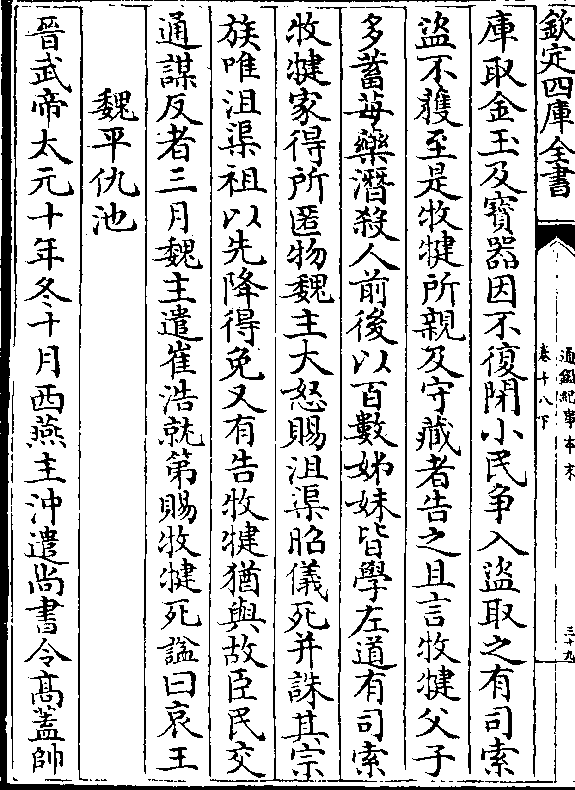 欽定四庫全書
通鑑紀事本末
卷十八下
三十九
庫取金玉及寶器因不復閉小民争入盜取之有司索
盜不獲至是牧犍所親及守藏者告之且言牧犍父子
多蓄毒藥潛殺人前後以百數姊妹皆學左道有司索
牧犍家得所匿物魏主大怒賜沮渠昭儀死并誅其宗
族唯沮渠祖以先降得免又有告牧犍猶與故臣民交
通謀反者三月魏主遣崔浩就第賜牧犍死諡曰哀王
魏平仇池
晉武帝太元十年冬十月西燕主沖遣尚書令髙蓋帥